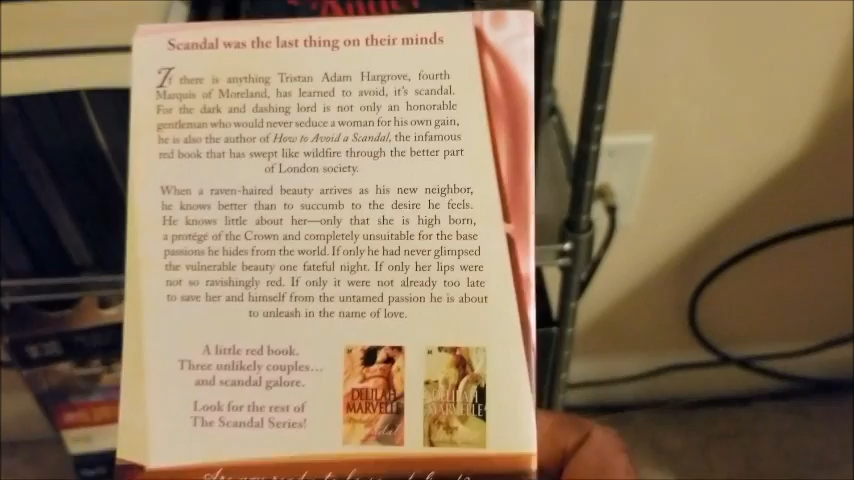 Scandal was the last thing on their minds
If there is anything Tristan Adam Hargrove, fourth
Marquis of Moreland, has learned to avoid, it's scandal.
For the dark and dashing lord is not only an honorable
gentleman who would never seduce a woman for his own gain,
he is also the author of How to Avoid a Scandal, the infamous
red book that has swept like wildfire through the better part
of London society.
When a raven-haired beauty arrives as his new neighbor,
he knows better than to succumb to the desire he feels.
He knows little about her—only that she is high born,
a protégé of the Crown and completely unsuitable for the base
passions he hides from the world. If only he had never glimpsed
the vulnerable beauty one fateful night. If only her lips were
not so ravishingly red. If only it were not already too late
to save her and himself from the untamed passion he is about
to unleash in the name of love.
A little red book.
Three unlikely couples...
and scandal galore.
Look for the rest of
The Scandal Series!
DELILAH
MARVELLE
DELILAH
MARVELLE